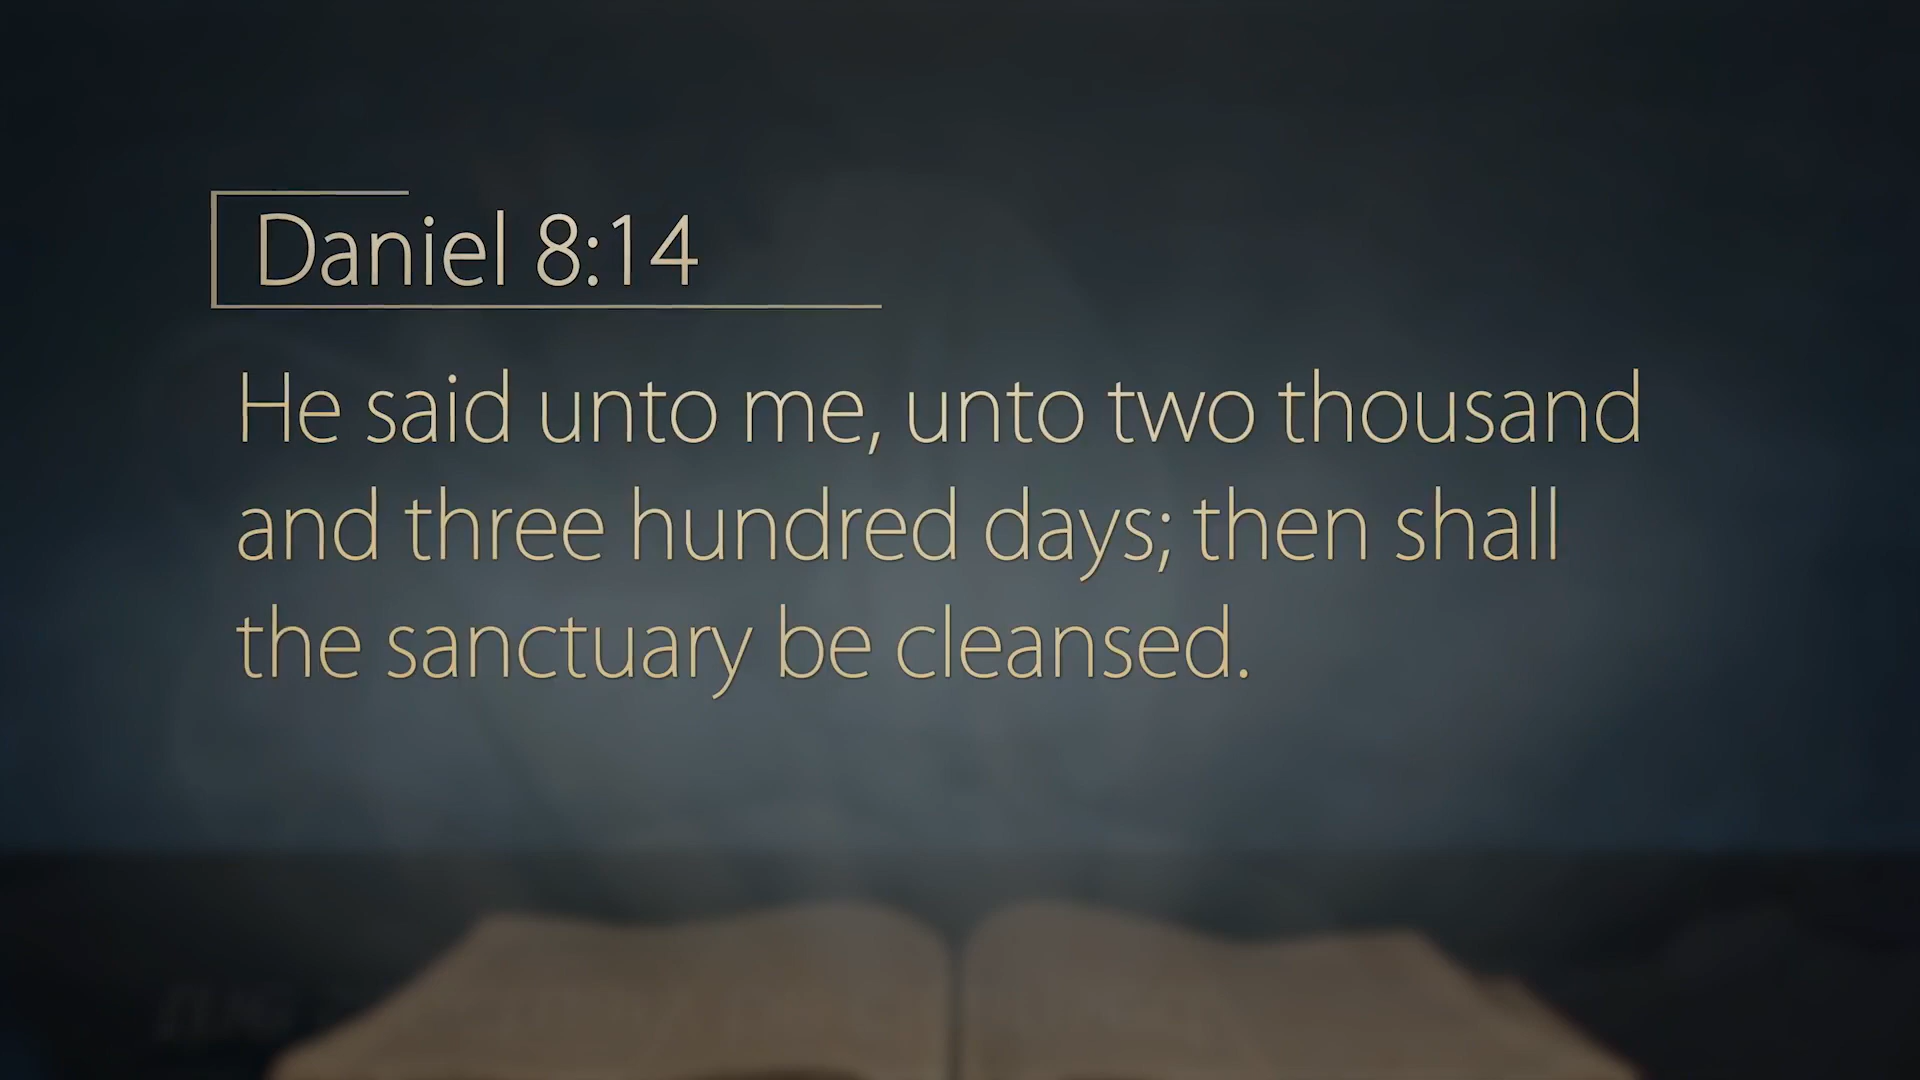 Daniel 8:14
He said unto me, unto two thousand
and three hundred days; then shall
the sanctuary be cleansed.